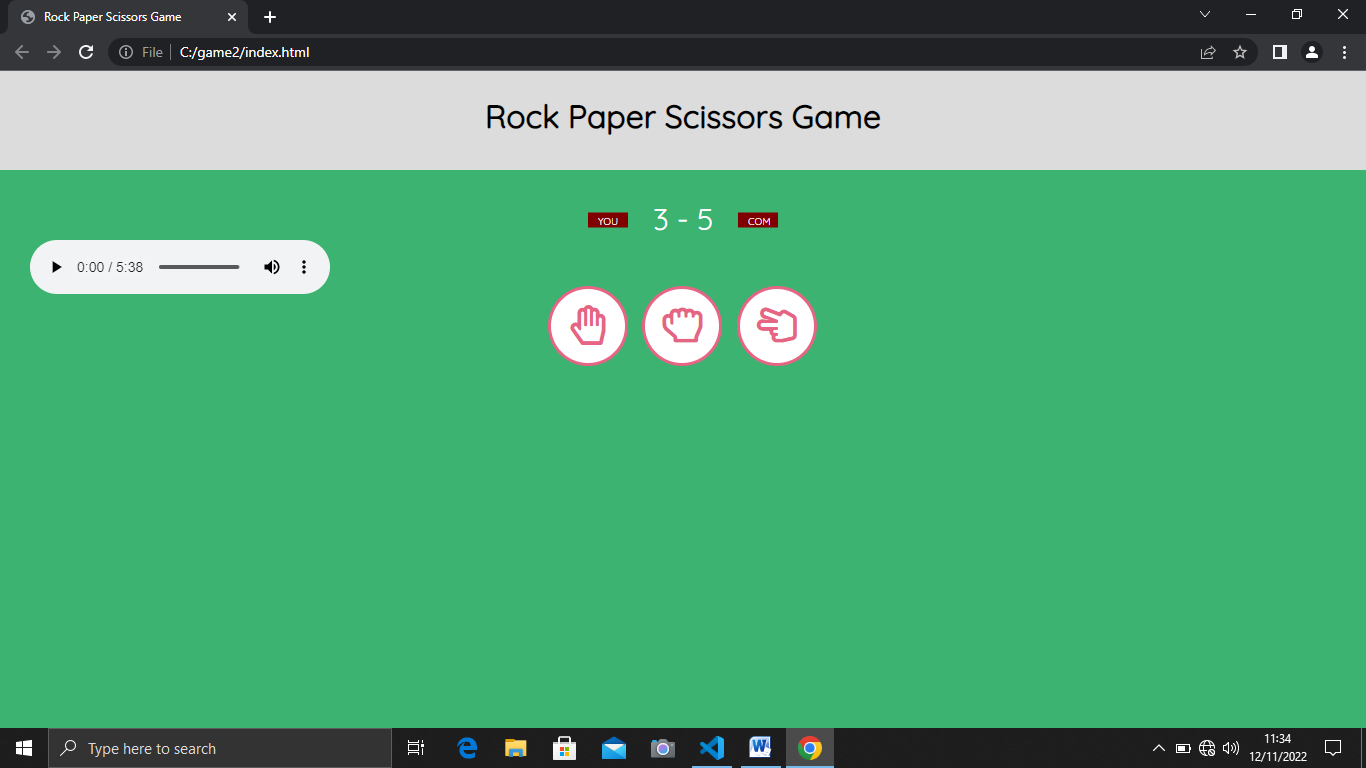 Rock Paper Scissors Game
File C:/game2/index.html
Rock Paper Scissors Game
YOU 3 - 5 COM
0:00 / 5:38
Type here to search
11:34
12/11/2022